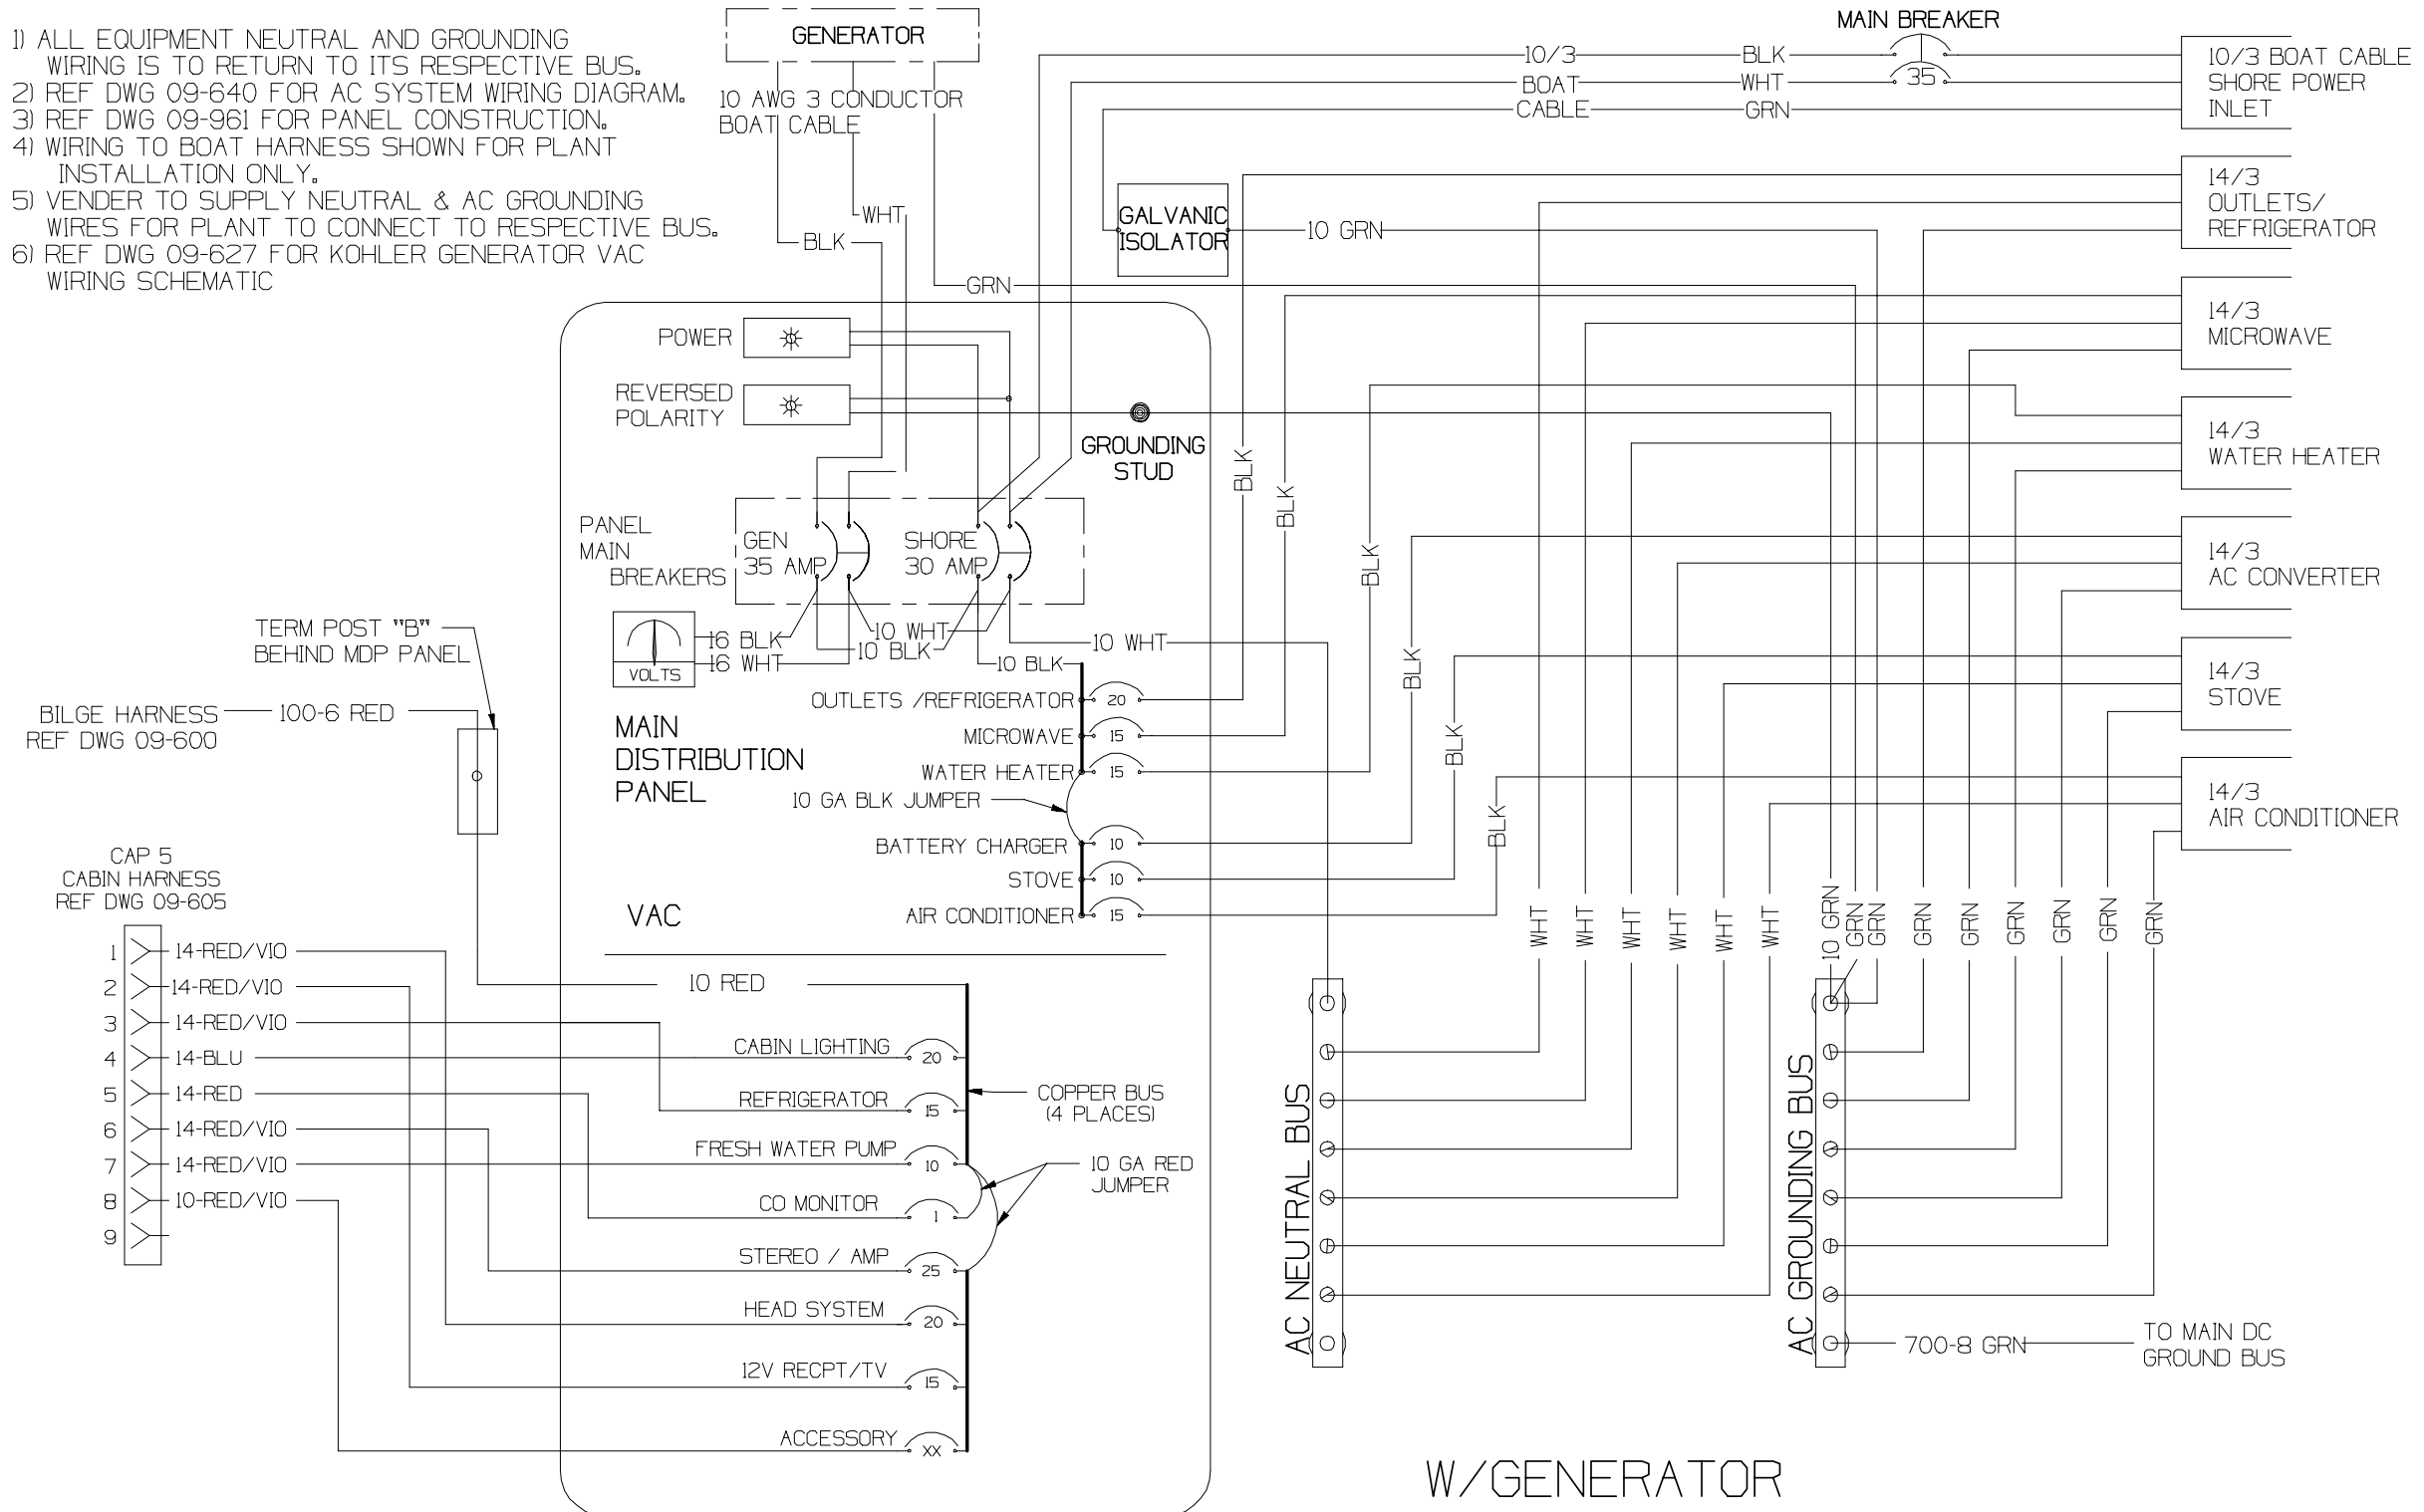 1) ALL EQUIPMENT NEUTRAL AND GROUNDING
WIRING IS TO RETURN TO ITS RESPECTIVE BUS.
2) REF DWG 09-640 FOR AC SYSTEM WIRING DIAGRAM.
3) REF DWG 09-961 FOR PANEL CONSTRUCTION.
4) WIRING TO BOAT HARNESS SHOWN FOR PLANT
INSTALLATION ONLY.
5) VENDER TO SUPPLY NEUTRAL & AC GROUNDING
WIRES FOR PLANT TO CONNECT TO RESPECTIVE BUS.
6) REF DWG 09-627 FOR KOHLER GENERATOR VAC
WIRING SCHEMATIC
GENERATOR
10 AWG 3 CONDUCTOR
BOAT CABLE
WHT
BLK
GRN
MAIN BREAKER
35
10/3 BLK
BOAT WHT
CABLE GRN
10/3 BOAT CABLE
SHORE POWER
INLET
GALVANIC
ISOLATOR
10 GRN
14/3
OUTLETS/
REFRIGERATOR
14/3
MICROWAVE
14/3
WATER HEATER
14/3
AC CONVERTER
14/3
STOVE
14/3
AIR CONDITIONER
POWER
REVERSED
POLARITY
GROUNDING
STUD
PANEL
MAIN
BREAKERS
GEN
35 AMP
SHORE
30 AMP
VOLTS
16 BLK
16 WHT
10 WHT
10 BLK
10 WHT
10 BLK
MAIN
DISTRIBUTION
PANEL
OUTLETS /REFRIGERATOR 20
MICROWAVE 15
WATER HEATER 15
10 GA BLK JUMPER
BATTERY CHARGER 10
STOVE 10
AIR CONDITIONER 15
VAC
BLK
BLK
BLK
BLK
BLK
BLK
WHT
WHT
WHT
WHT
WHT
WHT
10 GRN
GRN
GRN
GRN
GRN
GRN
GRN
GRN
GRN
TERM POST "B"
BEHIND MDP PANEL
BILGE HARNESS
REF DWG 09-600
100-6 RED
CAP 5
CABIN HARNESS
REF DWG 09-605
1 14-RED/VIO
2 14-RED/VIO
3 14-RED/VIO
4 14-BLU
5 14-RED
6 14-RED/VIO
7 14-RED/VIO
8 10-RED/VIO
9
10 RED
CABIN LIGHTING 20
REFRIGERATOR 15
FRESH WATER PUMP 10
CO MONITOR 1
STEREO / AMP 25
HEAD SYSTEM 20
12V RECPT/TV 15
ACCESSORY XX
COPPER BUS
(4 PLACES)
10 GA RED
JUMPER
AC NEUTRAL BUS
AC GROUNDING BUS
700-8 GRN
TO MAIN DC
GROUND BUS
W/GENERATOR